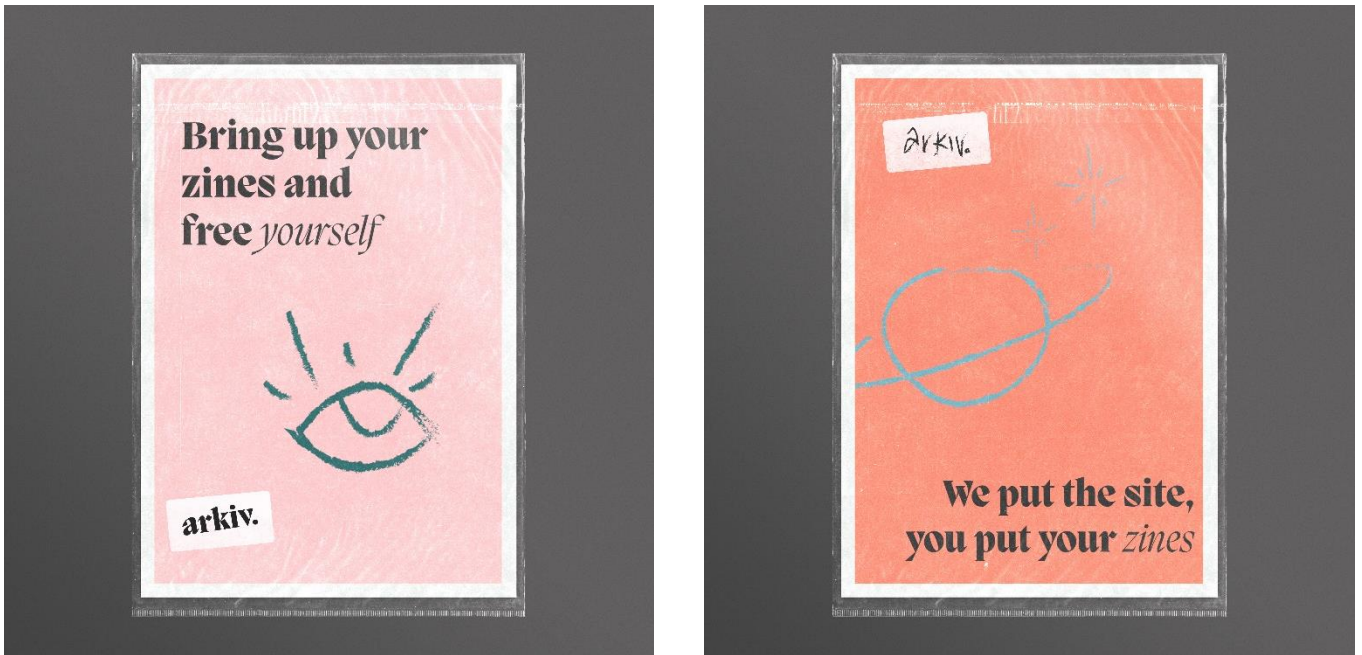 Bring up your
zines and
free yourself
arkiv.
arkiv.
We put the site,
you put your zines